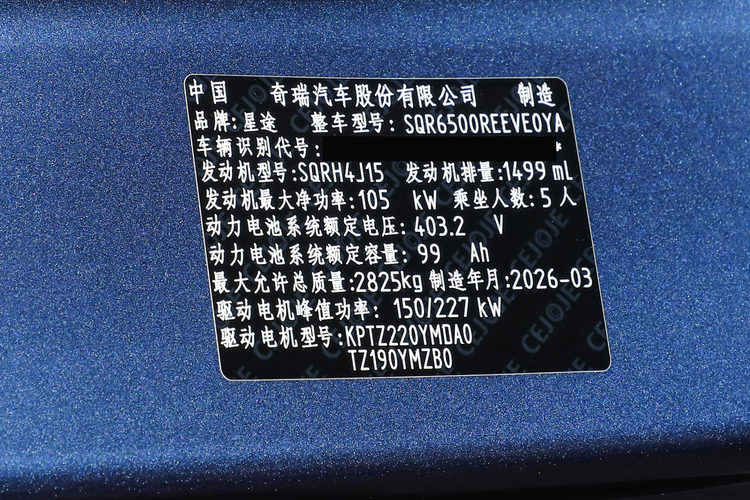 中国 奇瑞汽车股份有限公司 制造
品牌:星途 整车型号: SQR6500REEVE0YA
车辆识别代号:
发动机型号:SQRH4J15 发动机排量:1499 mL
发动机最大净功率:105 kW 乘坐人数:5 人
动力电池系统额定电压:403.2 V
动力电池系统额定容量:99 Ah
最大允许总质量:2825kg 制造年月:2026-03
驱动电机峰值功率: 150/227 kW
驱动电机型号:KPTZ220YMDA0
TZ190YMZB0